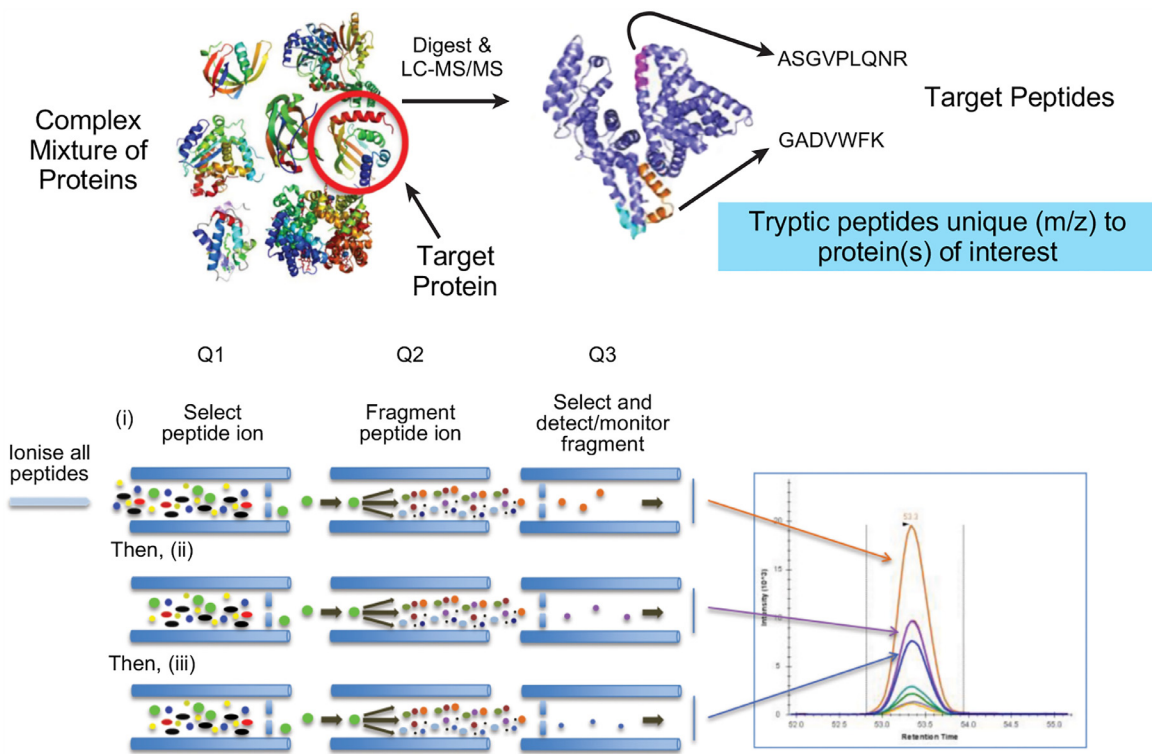 Complex
Mixture of
Proteins
Digest &
LC-MS/MS
Target
Protein
ASGVPLQNR
Target Peptides
GADVWFK
Tryptic peptides unique (m/z) to
protein(s) of interest
Q1
Q2
Q3
(i)
Select
peptide ion
Fragment
peptide ion
Select and
detect/monitor
fragment
Ionise all
peptides
Then, (ii)
Then, (iii)
53.3
Intensity (10^3)
20
15
10
5
0
52.0 52.5 53.0 53.5 54.0 54.5 55.0
Retention Time